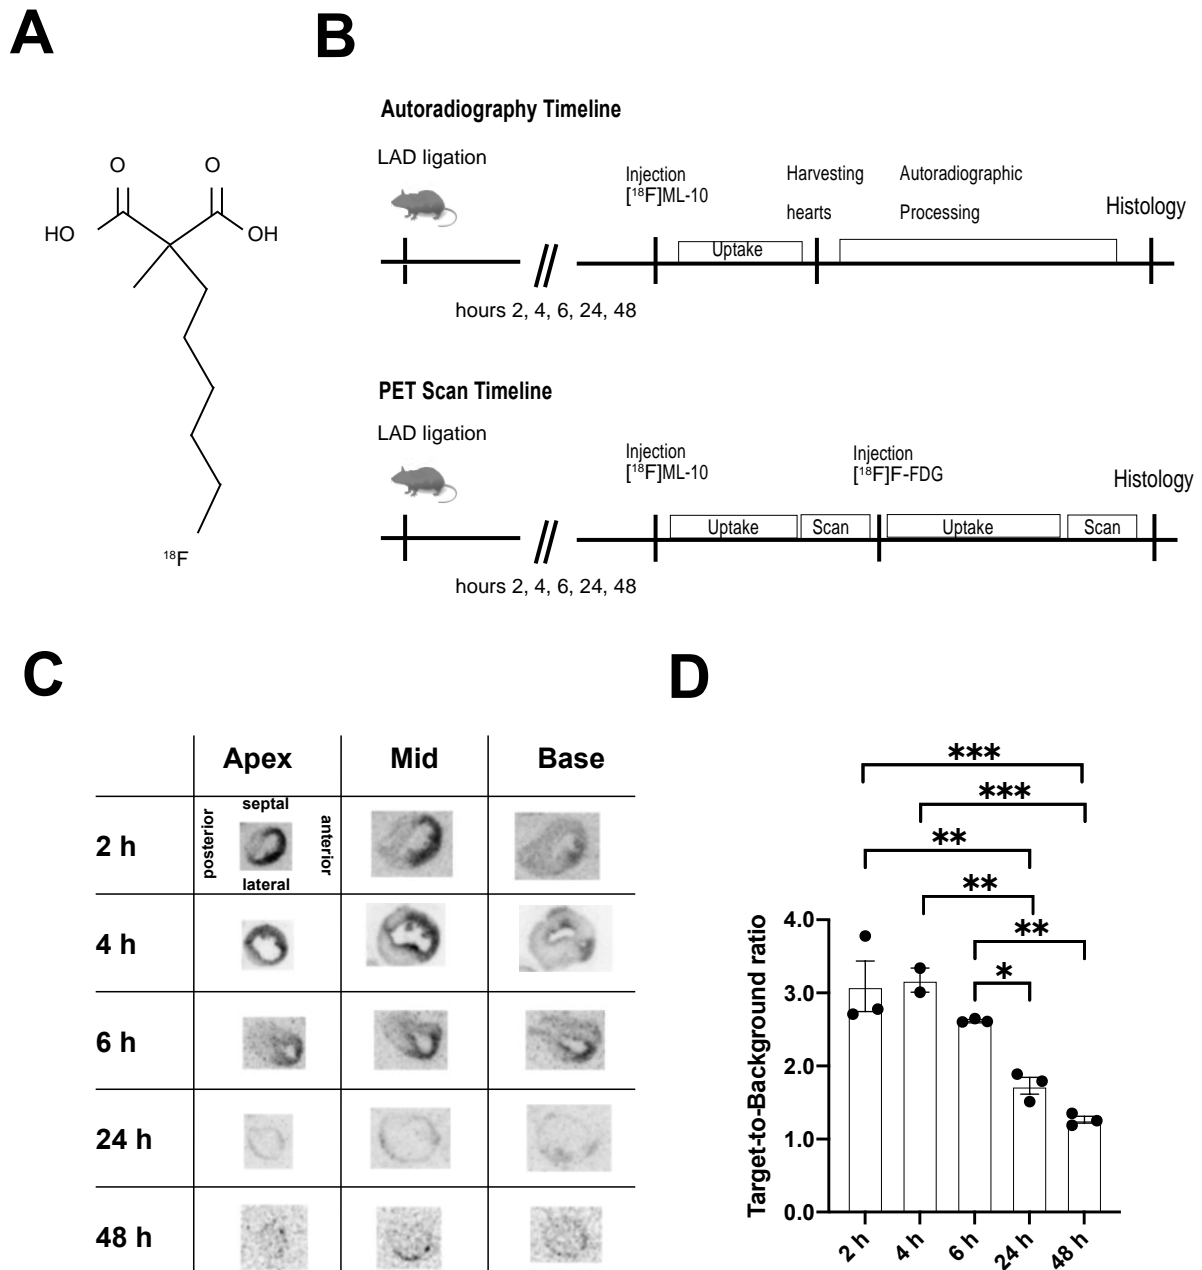 A
B
O
O
HO
OH
¹⁸F
Autoradiography Timeline
LAD ligation
Injection
[¹⁸F]ML-10
Harvesting
hearts
Autoradiographic
Processing
Histology
Uptake
hours 2, 4, 6, 24, 48
PET Scan Timeline
LAD ligation
Injection
[¹⁸F]ML-10
Injection
[¹⁸F]F-FDG
Histology
Uptake
Scan
Uptake
Scan
hours 2, 4, 6, 24, 48
C
Apex
Mid
Base
2 h
septal
posterior
anterior
lateral
4 h
6 h
24 h
48 h
D
***
***
**
**
**
*
Target-to-Background ratio
4.0
3.0
2.0
1.0
0.0
2 h
4 h
6 h
24 h
48 h